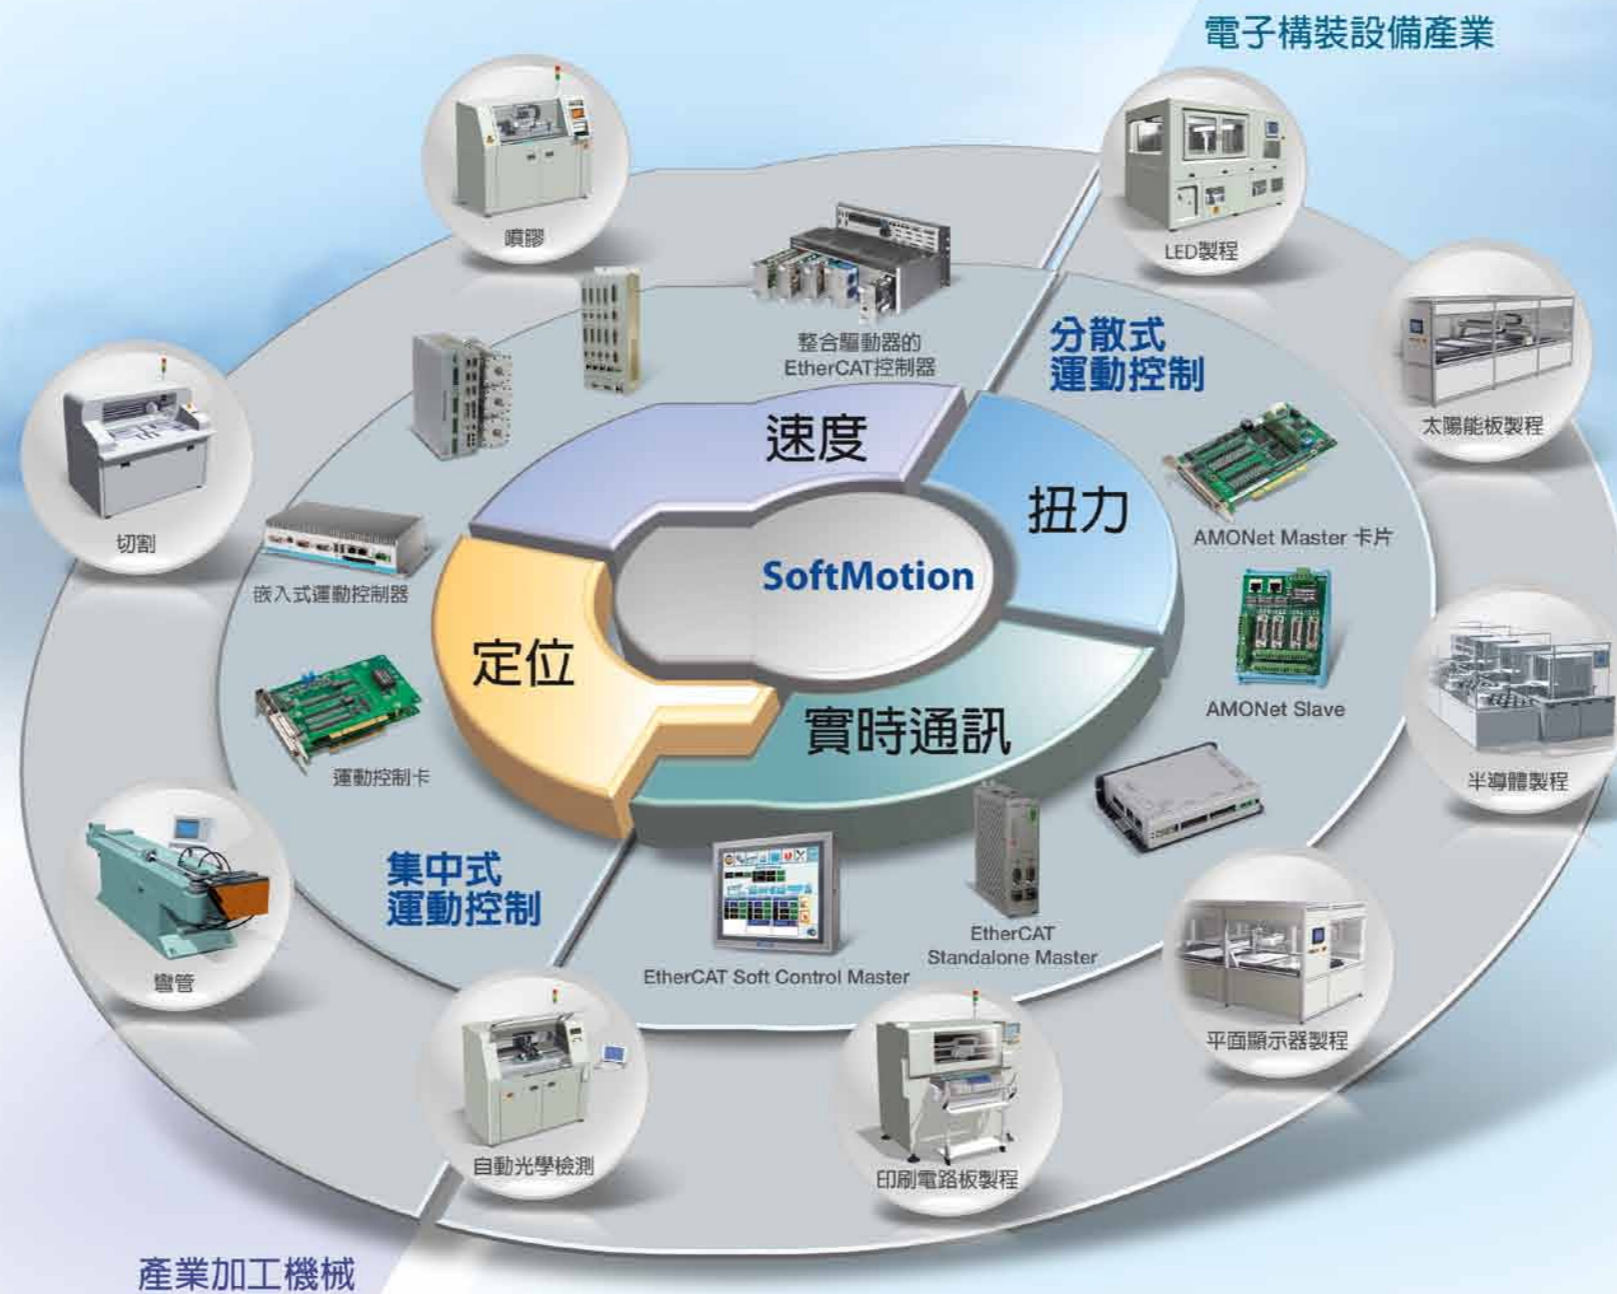 電子構裝設備產業
噴膠
LED製程
整合驅動器的
EtherCAT控制器
分散式
運動控制
太陽能板製程
切割
速度
扭力
AMONet Master 卡片
嵌入式運動控制器
SoftMotion
定位
實時通訊
AMONet Slave
運動控制卡
半導體製程
集中式
運動控制
彎管
EtherCAT Soft Control Master
EtherCAT
Standalone Master
平面顯示器製程
自動光學檢測
印刷電路板製程
產業加工機械